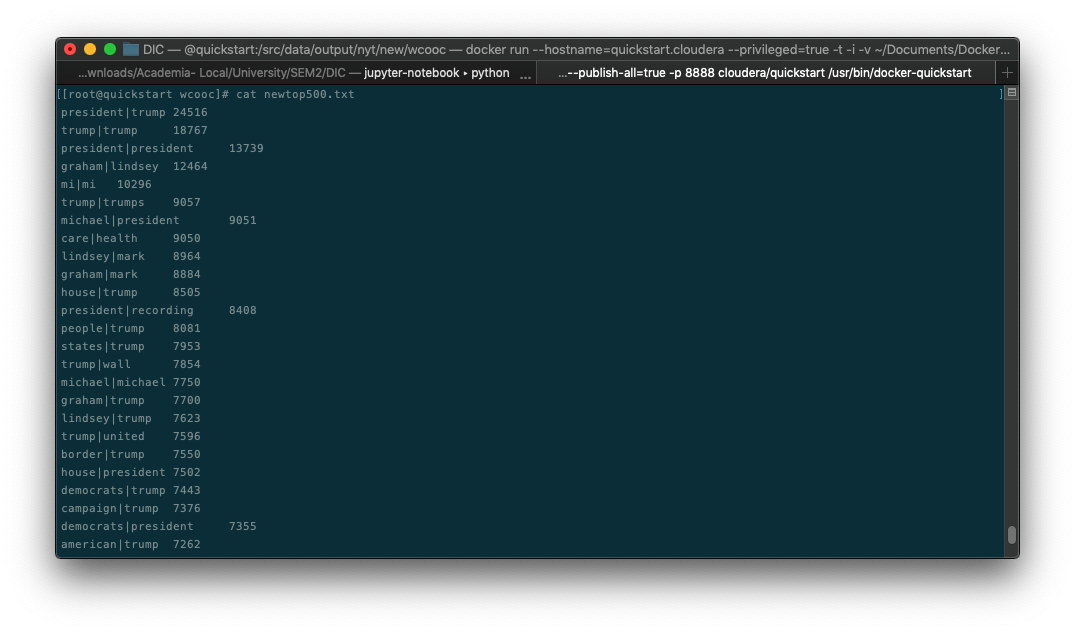 DIC — @quickstart:/src/data/output/nyt/new/wcooc — docker run --hostname=quickstart.cloudera --privileged=true -t -i -v ~/Documents/Docker...
...wnloads/Academia- Local/University/SEM2/DIC — jupyter-notebook ▸ python ... ...--publish-all=true -p 8888 cloudera/quickstart /usr/bin/docker-quickstart +
[[root@quickstart wcooc]# cat newtop500.txt ]
president|trump 24516
trump|trump 18767
president|president 13739
graham|lindsey 12464
mi|mi 10296
trump|trumps 9057
michael|president 9051
care|health 9050
lindsey|mark 8964
graham|mark 8884
house|trump 8505
president|recording 8408
people|trump 8081
states|trump 7953
trump|wall 7854
michael|michael 7750
graham|trump 7700
lindsey|trump 7623
trump|united 7596
border|trump 7550
house|president 7502
democrats|trump 7443
campaign|trump 7376
democrats|president 7355
american|trump 7262